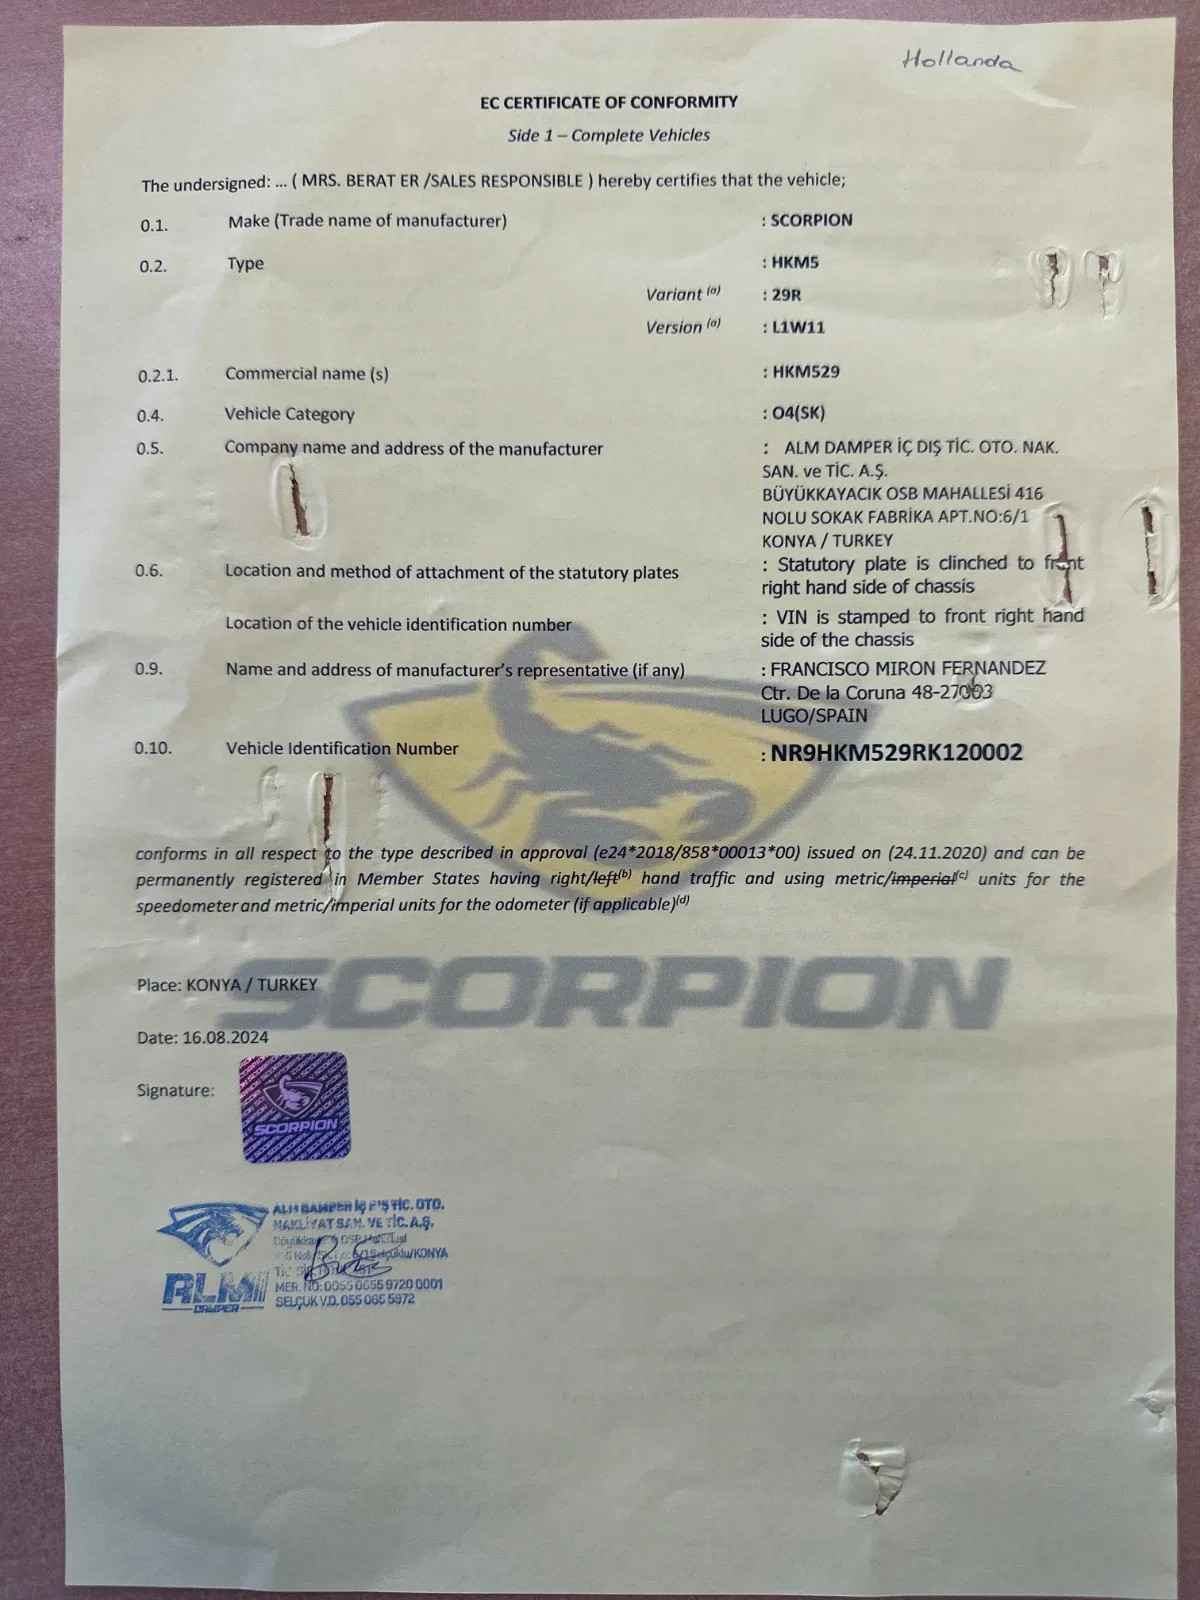 Hollanda
EC CERTIFICATE OF CONFORMITY
Side 1 – Complete Vehicles
The undersigned: ... ( MRS. BERAT ER /SALES RESPONSIBLE ) hereby certifies that the vehicle;
0.1. Make (Trade name of manufacturer) : SCORPION
0.2. Type : HKM5
Variant (a) : 29R
Version (a) : L1W11
0.2.1. Commercial name (s) : HKM529
0.4. Vehicle Category : O4(SK)
0.5. Company name and address of the manufacturer : ALM DAMPER İÇ DIŞ TİC. OTO. NAK.
SAN. ve TİC. A.Ş.
BÜYÜKKAYACIK OSB MAHALLESİ 416
NOLU SOKAK FABRİKA APT.NO:6/1
KONYA / TURKEY
0.6. Location and method of attachment of the statutory plates : Statutory plate is clinched to front
right hand side of chassis
Location of the vehicle identification number : VIN is stamped to front right hand
side of the chassis
0.9. Name and address of manufacturer's representative (if any) : FRANCISCO MIRON FERNANDEZ
Ctr. De la Coruna 48-27003
LUGO/SPAIN
0.10. Vehicle Identification Number : NR9HKM529RK120002
conforms in all respect to the type described in approval (e24*2018/858*00013*00) issued on (24.11.2020) and can be
permanently registered in Member States having right/left(b) hand traffic and using metric/imperial(c) units for the
speedometer and metric/imperial units for the odometer (if applicable)(d)
SCORPION
Place: KONYA / TURKEY
Date: 16.08.2024
Signature:
SCORPION
ALM DAMPER İÇ DIŞ TİC. OTO.
NAKLİYAT SAN. VE TİC. A.Ş.
Selçuklu/KONYA
MER. NO: 0055 0655 9720 0001
SELÇUK V.D. 055 065 5972
ALM
DAMPER